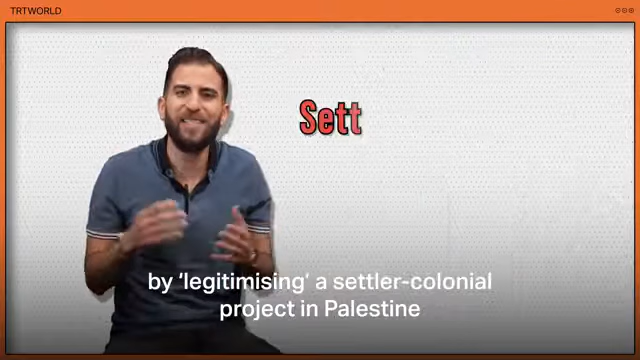 TRTWORLD
Sett
by ‘legitimising’ a settler-colonial
project in Palestine